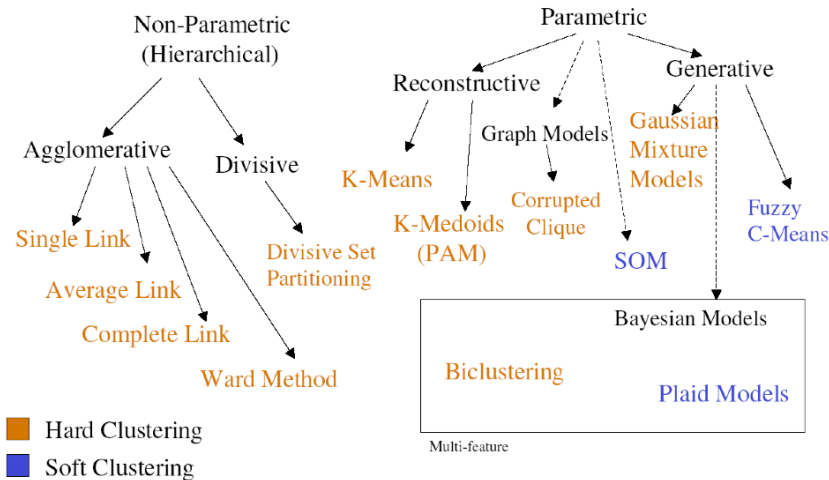 Non-Parametric
(Hierarchical)
Agglomerative
Divisive
Single Link
Average Link
Complete Link
Ward Method
Divisive Set
Partitioning
Parametric
Reconstructive
Generative
Graph Models
K-Means
K-Medoids
(PAM)
Corrupted
Clique
SOM
Gaussian
Mixture
Models
Fuzzy
C-Means
Bayesian Models
Biclustering
Plaid Models
Multi-feature
Hard Clustering
Soft Clustering